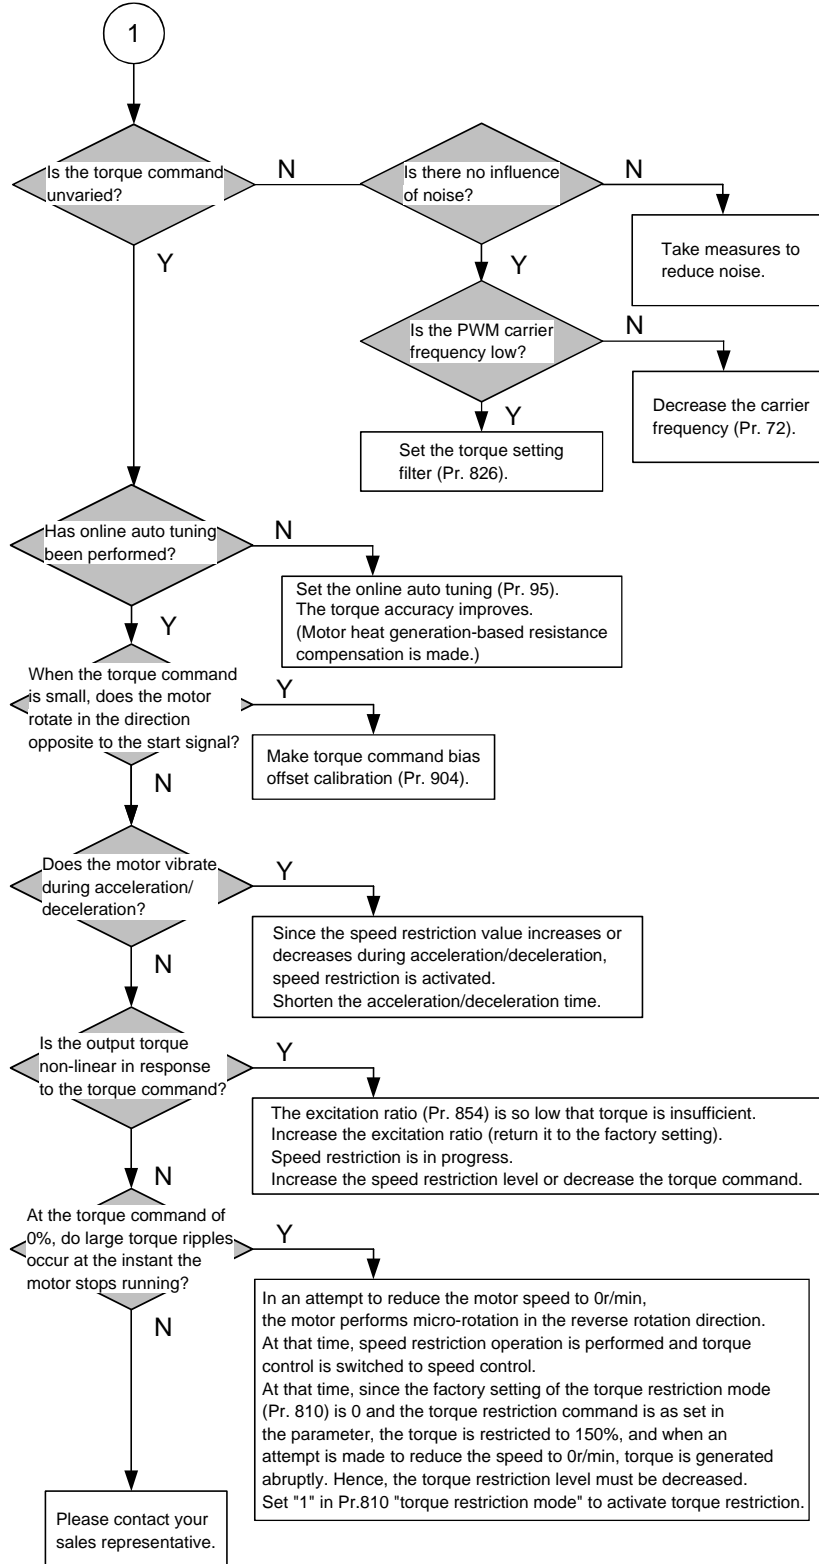 1
Is the torque command
unvaried?
N
Is there no influence
of noise?
N
Take measures to
reduce noise.
Y
Y
Is the PWM carrier
frequency low?
N
Decrease the carrier
frequency (Pr. 72).
Y
Set the torque setting
filter (Pr. 826).
Has online auto tuning
been performed?
N
Set the online auto tuning (Pr. 95).
The torque accuracy improves.
(Motor heat generation-based resistance
compensation is made.)
Y
When the torque command
is small, does the motor
rotate in the direction
opposite to the start signal?
Y
Make torque command bias
offset calibration (Pr. 904).
N
Does the motor vibrate
during acceleration/
deceleration?
Y
Since the speed restriction value increases or
decreases during acceleration/deceleration,
speed restriction is activated.
Shorten the acceleration/deceleration time.
N
Is the output torque
non-linear in response
to the torque command?
Y
The excitation ratio (Pr. 854) is so low that torque is insufficient.
Increase the excitation ratio (return it to the factory setting).
Speed restriction is in progress.
Increase the speed restriction level or decrease the torque command.
N
At the torque command of
0%, do large torque ripples
occur at the instant the
motor stops running?
Y
In an attempt to reduce the motor speed to 0r/min,
the motor performs micro-rotation in the reverse rotation direction.
At that time, speed restriction operation is performed and torque
control is switched to speed control.
At that time, since the factory setting of the torque restriction mode
(Pr. 810) is 0 and the torque restriction command is as set in
the parameter, the torque is restricted to 150%, and when an
attempt is made to reduce the speed to 0r/min, torque is generated
abruptly. Hence, the torque restriction level must be decreased.
Set "1" in Pr.810 "torque restriction mode" to activate torque restriction.
N
Please contact your
sales representative.